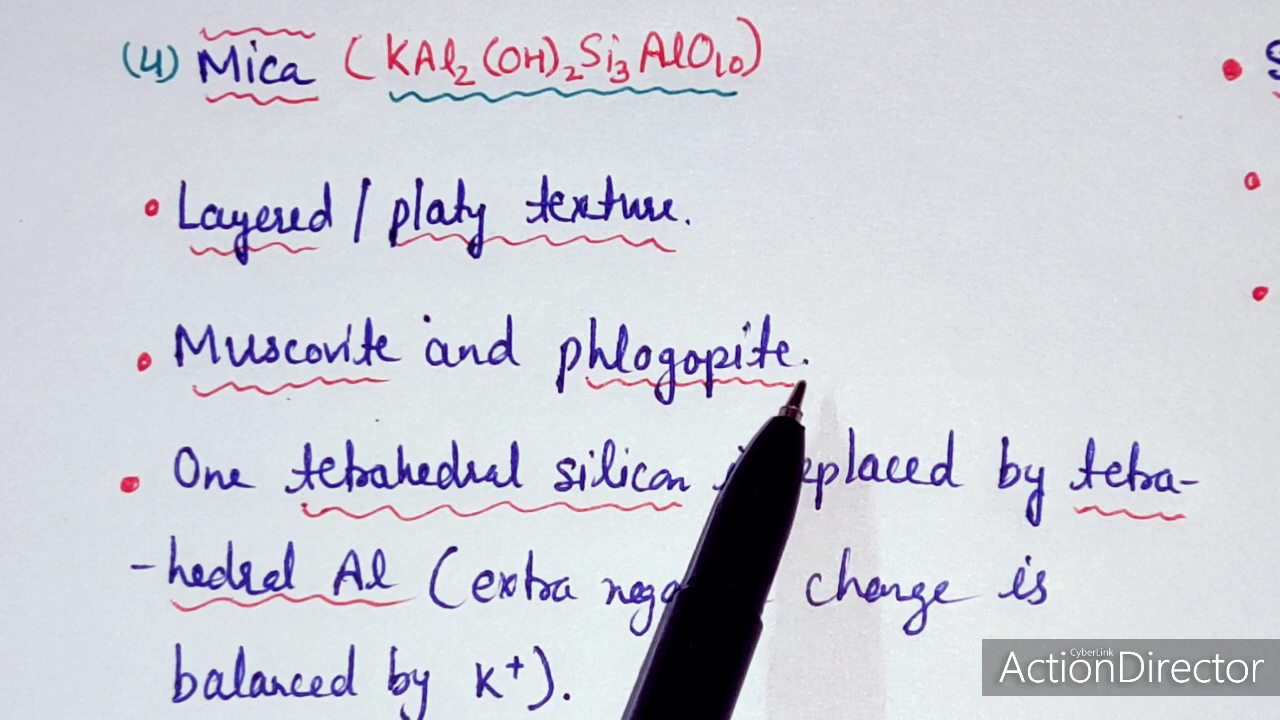 (4) Mica (KAl₂(OH)₂Si₃AlO₁₀)
• Layered / platy texture.
• Muscovite and phlogopite.
• One tetrahedral silicon by tetra-
-hedral Al (extra charge is
balanced by K⁺).
CyberLink
ActionDirector